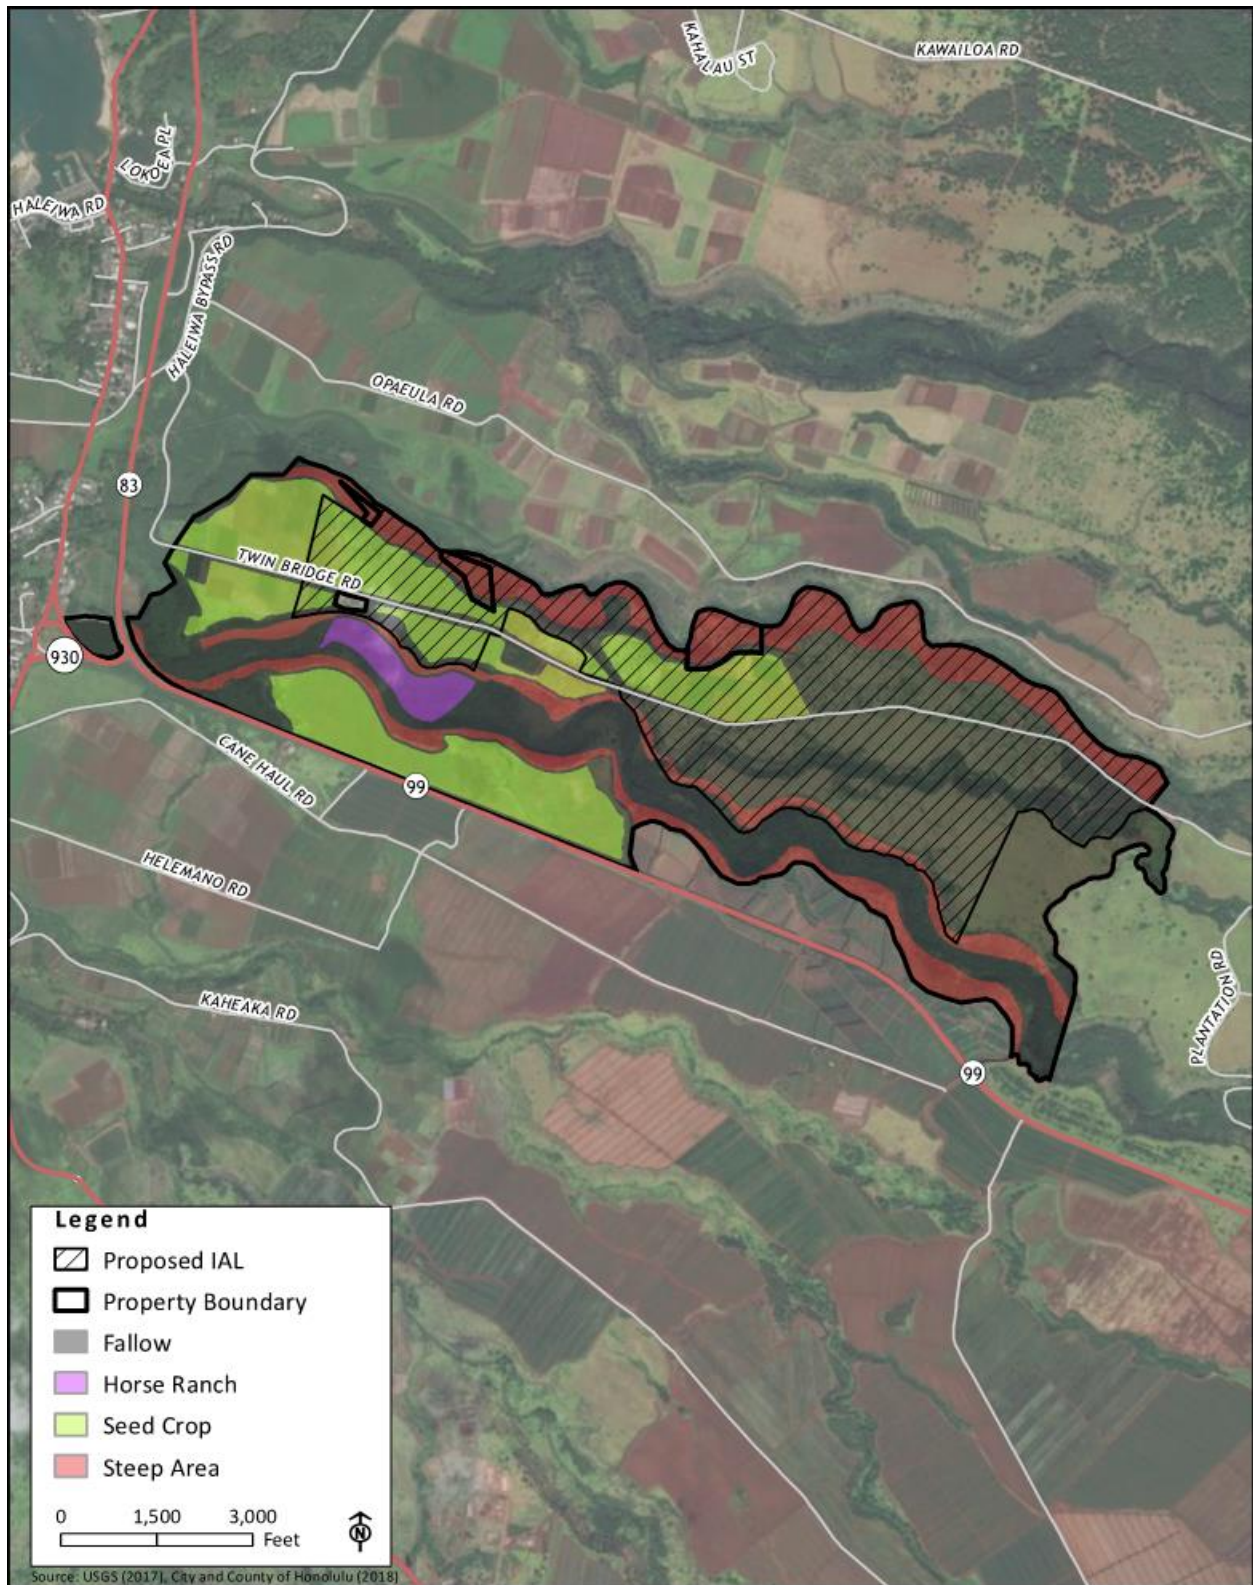 KAHALAU ST
KAWAILOA RD
LOKOEA PL
HALEIWA RD
HALEIWA BYPASS RD
OPAEULA RD
83
TWIN BRIDGE RD
930
CANE HAUL RD
99
HELEMANO RD
PLANTATION RD
KAHEAKA RD
99
Legend
Proposed IAL
Property Boundary
Fallow
Horse Ranch
Seed Crop
Steep Area
0 1,500 3,000
Feet
N
Source: USGS (2017), City and County of Honolulu (2018)